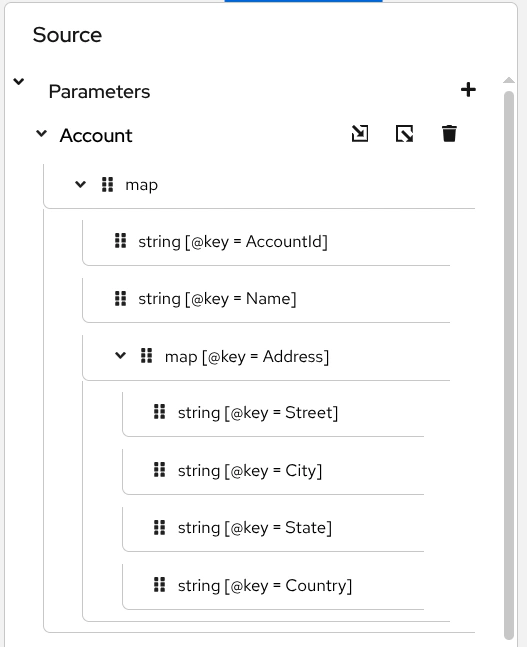 Source
Parameters
Account
map
string [@key = AccountId]
string [@key = Name]
map [@key = Address]
string [@key = Street]
string [@key = City]
string [@key = State]
string [@key = Country]